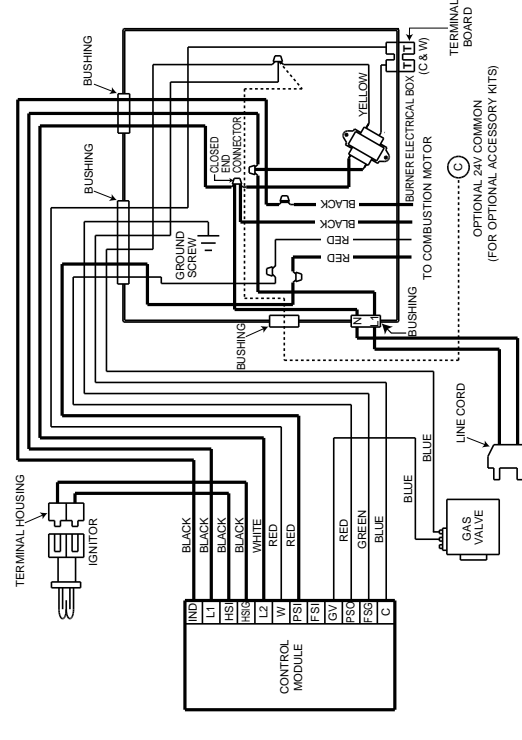 TERMINAL HOUSING
IGNITOR
BUSHING
BUSHING
TERMINAL
BOARD
(C & W)
T
T
CLOSED
END
CONNECTOR
YELLOW
BURNER ELECTRICAL BOX
GROUND
SCREW
BLACK
BLACK
RED
RED
TO COMBUSTION MOTOR
C
OPTIONAL 24V COMMON
(FOR OPTIONAL ACCESSORY KITS)
BUSHING
N
L1
BUSHING
LINE CORD
BLACK
BLACK
BLACK
BLACK
WHITE
RED
RED
BLUE
RED
GREEN
BLUE
BLUE
IND
L1
HSI
HSIG
L2
W
PSI
FSI
GV
PSO
FSG
C
CONTROL
MODULE
GAS
VALVE